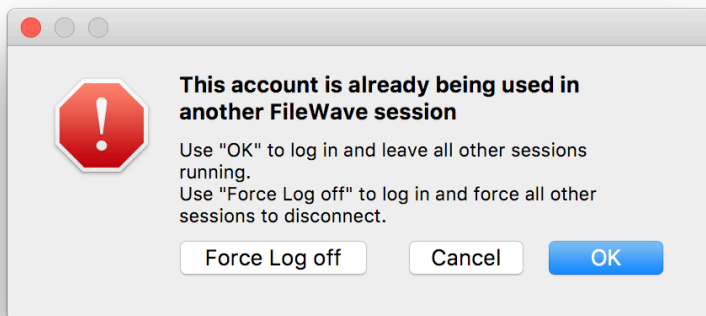 This account is already being used in
another FileWave session
Use "OK" to log in and leave all other sessions
running.
Use "Force Log off" to log in and force all other
sessions to disconnect.
Force Log off Cancel OK